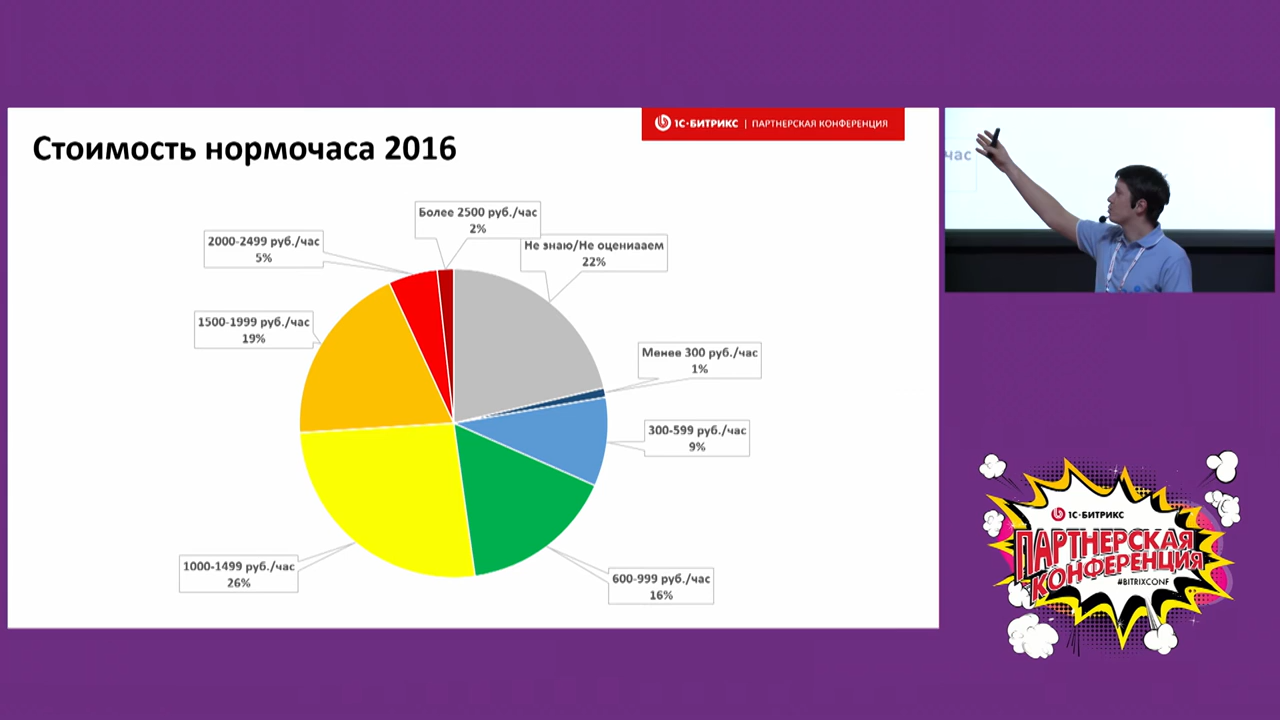 1С·БИТРИКС | ПАРТНЕРСКАЯ КОНФЕРЕНЦИЯ
Стоимость нормочаса 2016
Более 2500 руб./час
2%
Не знаю/Не оцениааем
22%
2000-2499 руб./час
5%
1500-1999 руб./час
19%
Менее 300 руб./час
1%
300-599 руб./час
9%
1000-1499 руб./час
26%
600-999 руб./час
16%
час
1С·БИТРИКС
ПАРТНЕРСКАЯ
КОНФЕРЕНЦИЯ
#BITRIXCONF